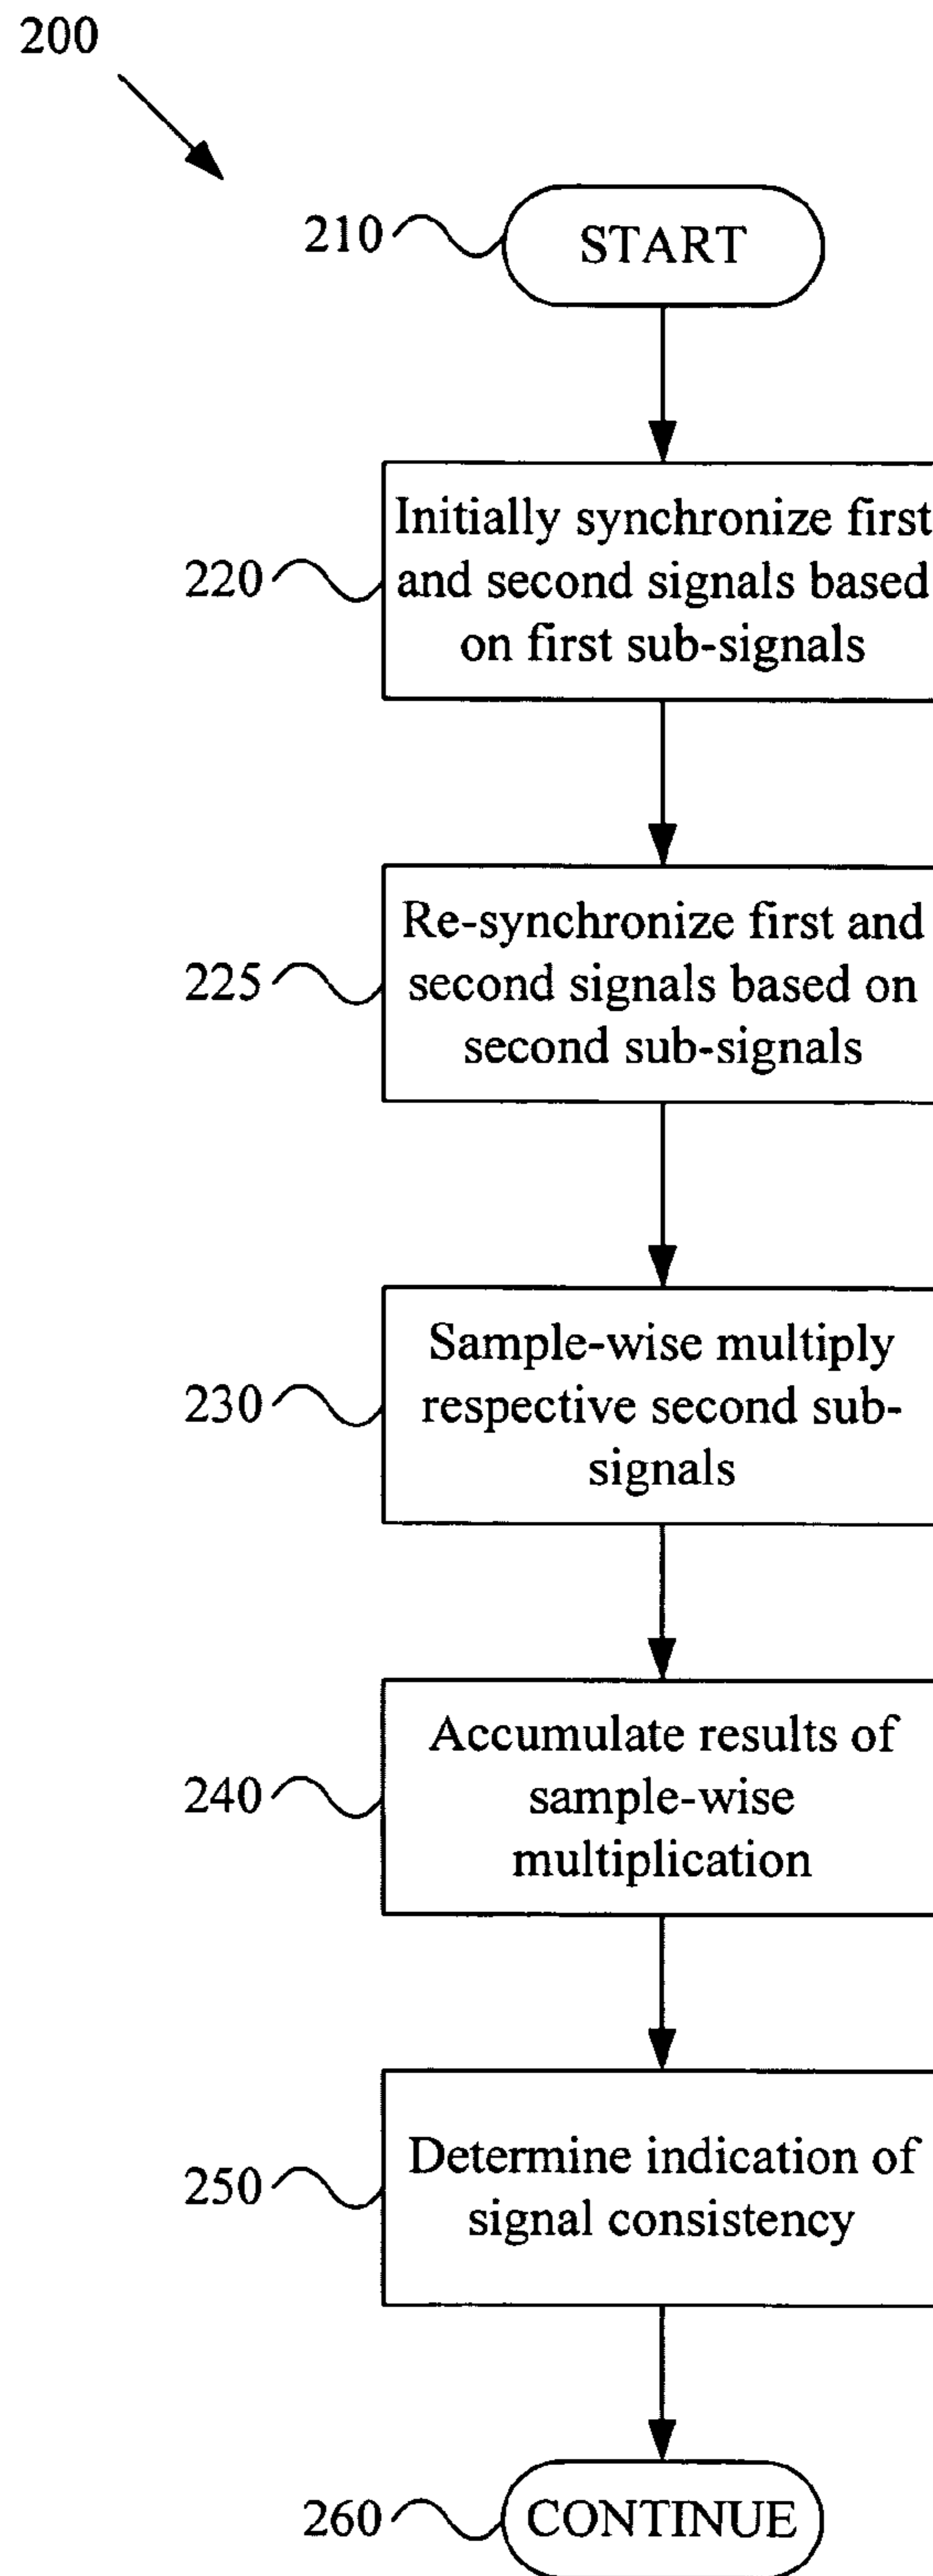 200
210
START
220
Initially synchronize first
and second signals based
on first sub-signals
225
Re-synchronize first and
second signals based on
second sub-signals
230
Sample-wise multiply
respective second sub-
signals
240
Accumulate results of
sample-wise
multiplication
250
Determine indication of
signal consistency
260
CONTINUE